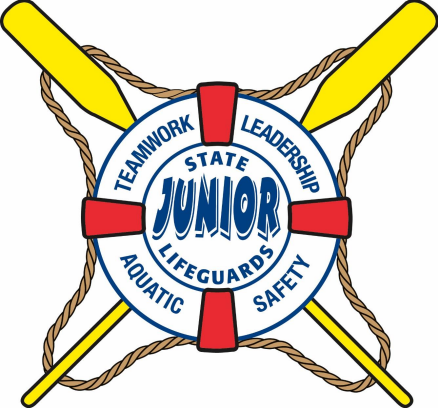 TEAMWORK
LEADERSHIP
STATE
JUNIOR
LIFEGUARDS
AQUATIC
SAFETY